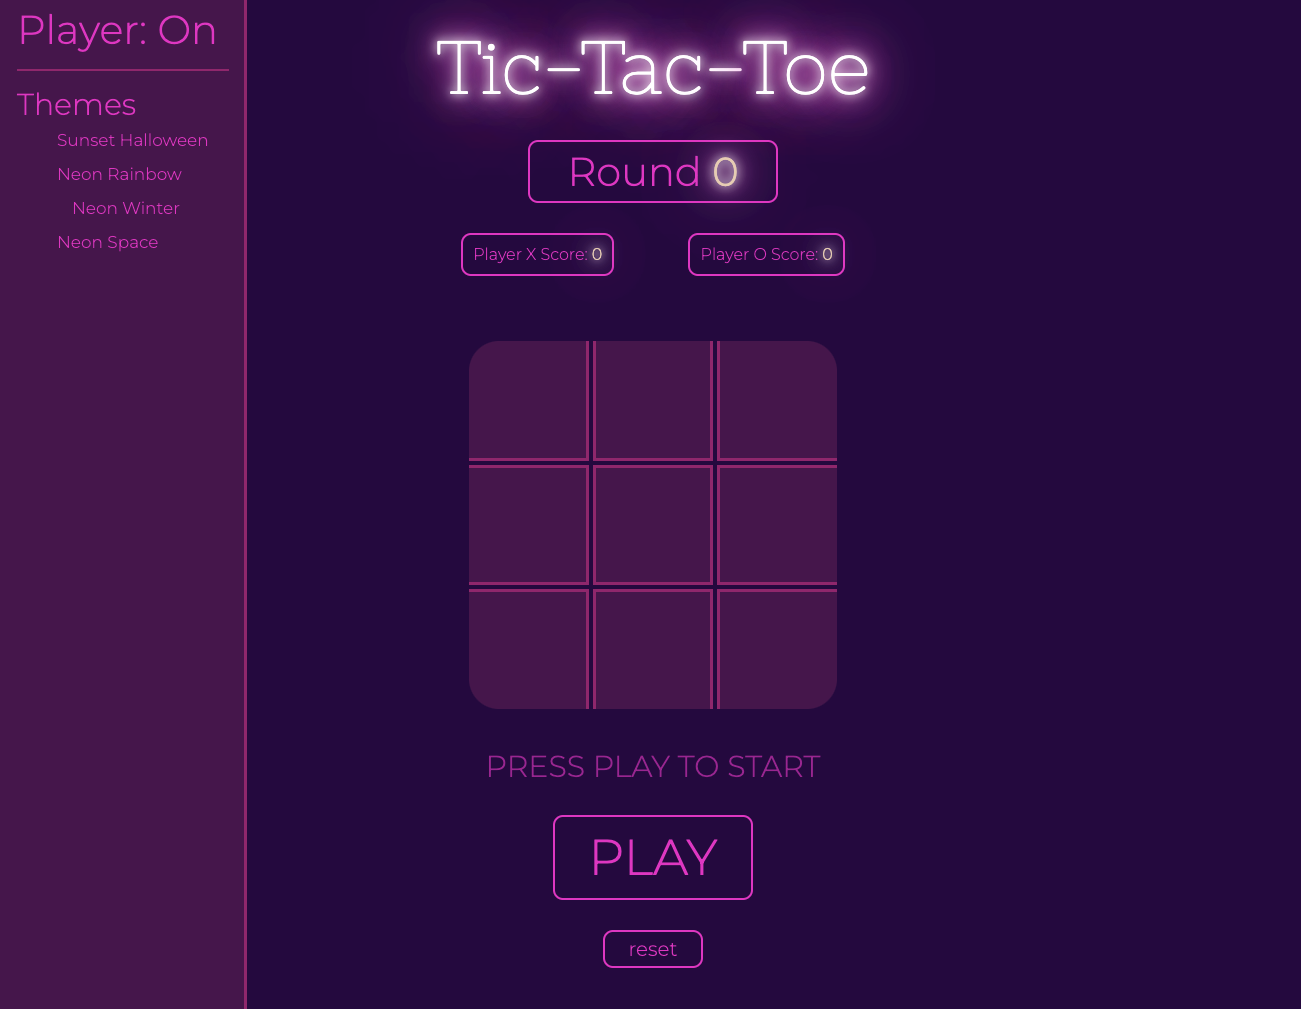 Player: On
Themes
Sunset Halloween
Neon Rainbow
Neon Winter
Neon Space
Tic-Tac-Toe
Round 0
Player X Score: 0
Player O Score: 0
PRESS PLAY TO START
PLAY
reset